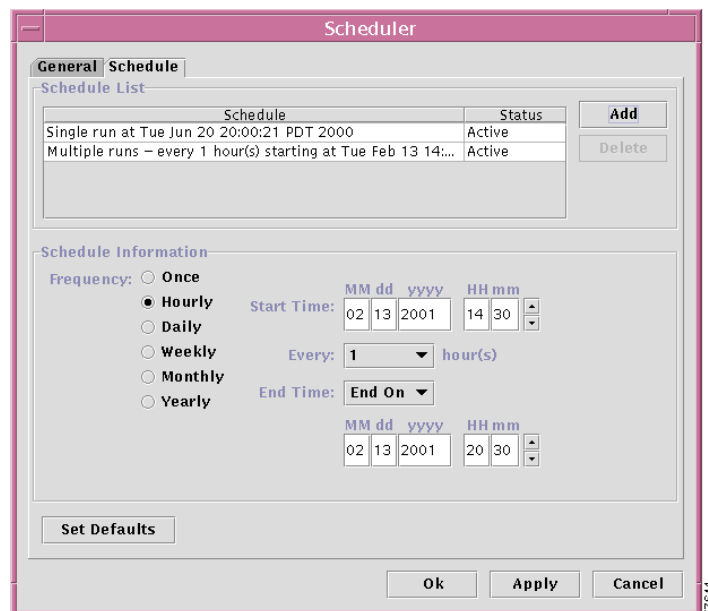 Scheduler
General Schedule
Schedule List
Schedule Status
Single run at Tue Jun 20 20:00:21 PDT 2000 Active
Multiple runs – every 1 hour(s) starting at Tue Feb 13 14:... Active
Add
Delete
Schedule Information
Frequency:
Once
Hourly
Daily
Weekly
Monthly
Yearly
MM dd yyyy HH mm
Start Time: 02 13 2001 14 30
Every: 1 hour(s)
End Time: End On
MM dd yyyy HH mm
02 13 2001 20 30
Set Defaults
Ok Apply Cancel